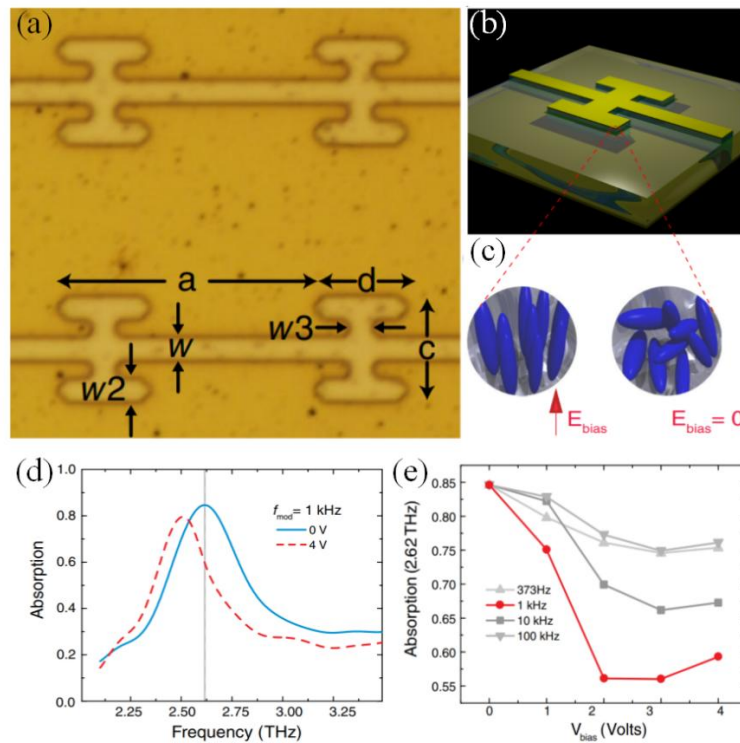 (a)
a
d
w3
w
c
w2
(b)
(c)
E_bias
E_bias = 0
(d)
1.0
0.8
0.6
0.4
0.2
0.0
Absorption
f_mod = 1 kHz
0 V
4 V
2.25 2.50 2.75 3.00 3.25
Frequency (THz)
(e)
0.85
0.80
0.75
0.70
0.65
0.60
0.55
Absorption (2.62 THz)
373Hz
1 kHz
10 kHz
100 kHz
0 1 2 3 4
V_bias (Volts)